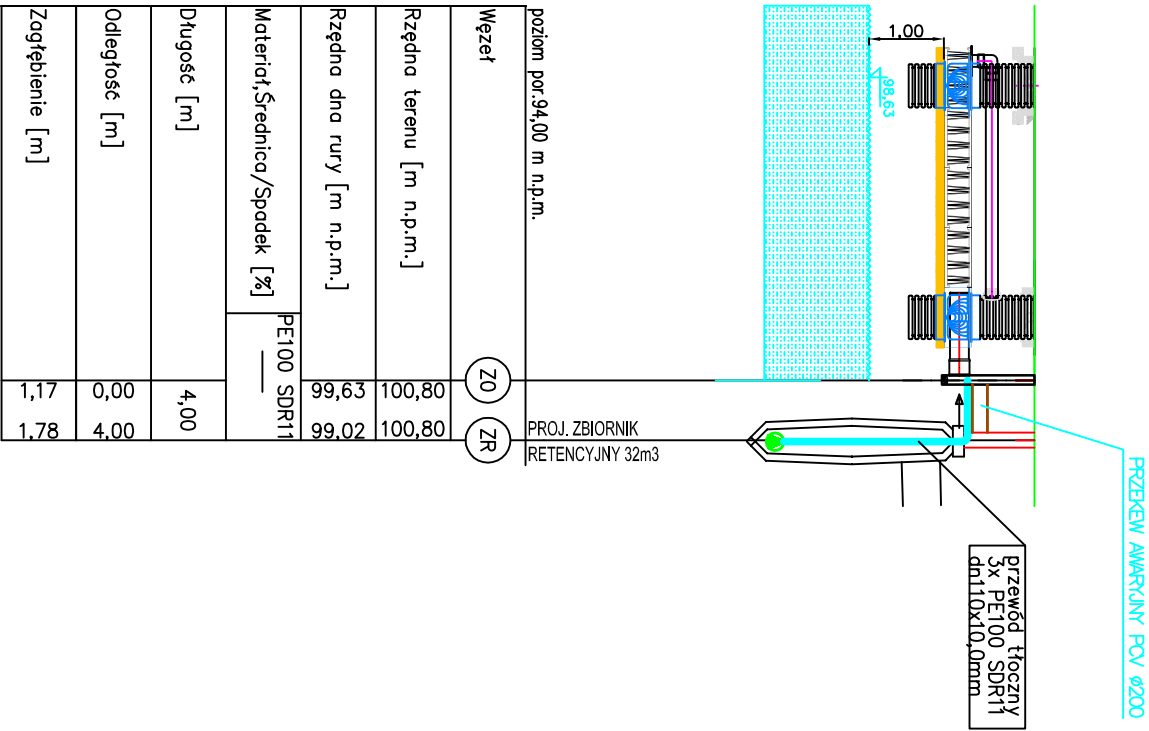 PRZEKEW AWARYJNY PCV ø200
przewód tłoczny
3x PE100 SDR11
dn110x10,0mm
1,00
98,63
PROJ. ZBIORNIK
RETENCYJNY 32m3
poziom por.94,00 m n.p.m.
Węzeł Z0 ZR
Rzędna terenu [m n.p.m.] 100,80 100,80
Rzędna dna rury [m n.p.m.] 99,63 99,02
Materiał,Średnica/Spadek [%] PE100 SDR11
Długość [m] 4,00
Odległość [m] 0,00 4,00
Zagłębienie [m] 1,17 1,78